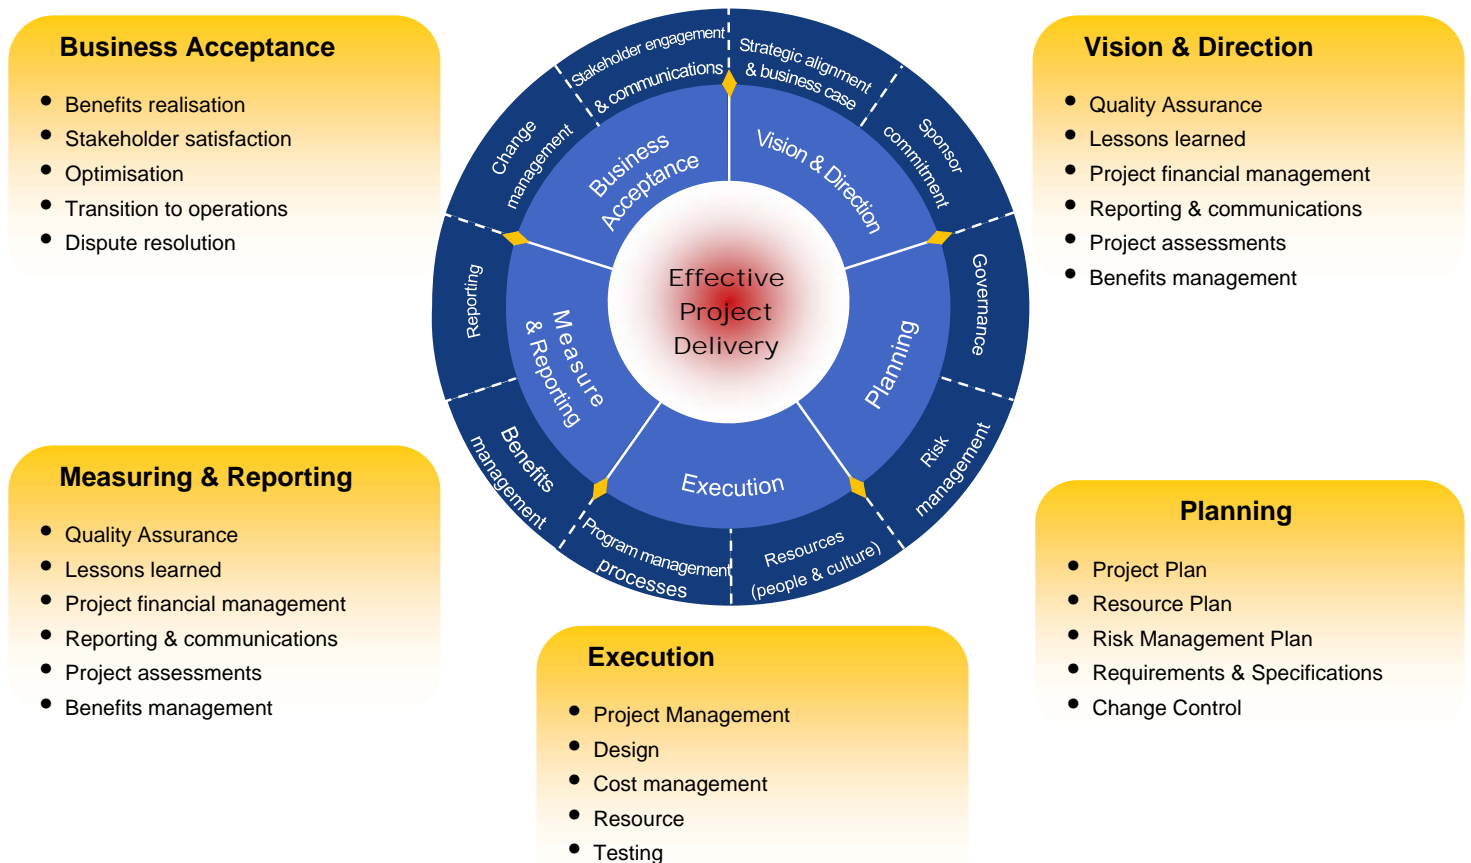 Business Acceptance
• Benefits realisation
• Stakeholder satisfaction
• Optimisation
• Transition to operations
• Dispute resolution
Stakeholder engagement
& communications
Strategic alignment
& business case
Sponsor
commitment
Governance
Risk
management
Resources
(people & culture)
Program management
processes
Benefits
management
Reporting
Change
management
Business
Acceptance
Vision & Direction
Planning
Execution
Measure
& Reporting
Effective
Project
Delivery
Vision & Direction
• Quality Assurance
• Lessons learned
• Project financial management
• Reporting & communications
• Project assessments
• Benefits management
Measuring & Reporting
• Quality Assurance
• Lessons learned
• Project financial management
• Reporting & communications
• Project assessments
• Benefits management
Planning
• Project Plan
• Resource Plan
• Risk Management Plan
• Requirements & Specifications
• Change Control
Execution
• Project Management
• Design
• Cost management
• Resource
• Testing